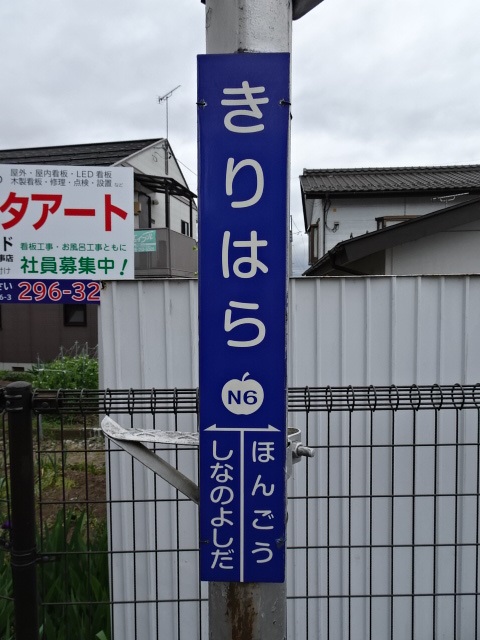 きりはら
N6
ほんごう
しなのよしだ
屋外・屋内看板・LED看板
木製看板・修理・点検・設置 など
タアート
ド
看板工事・お風呂工事ともに
社員募集中!
296-32